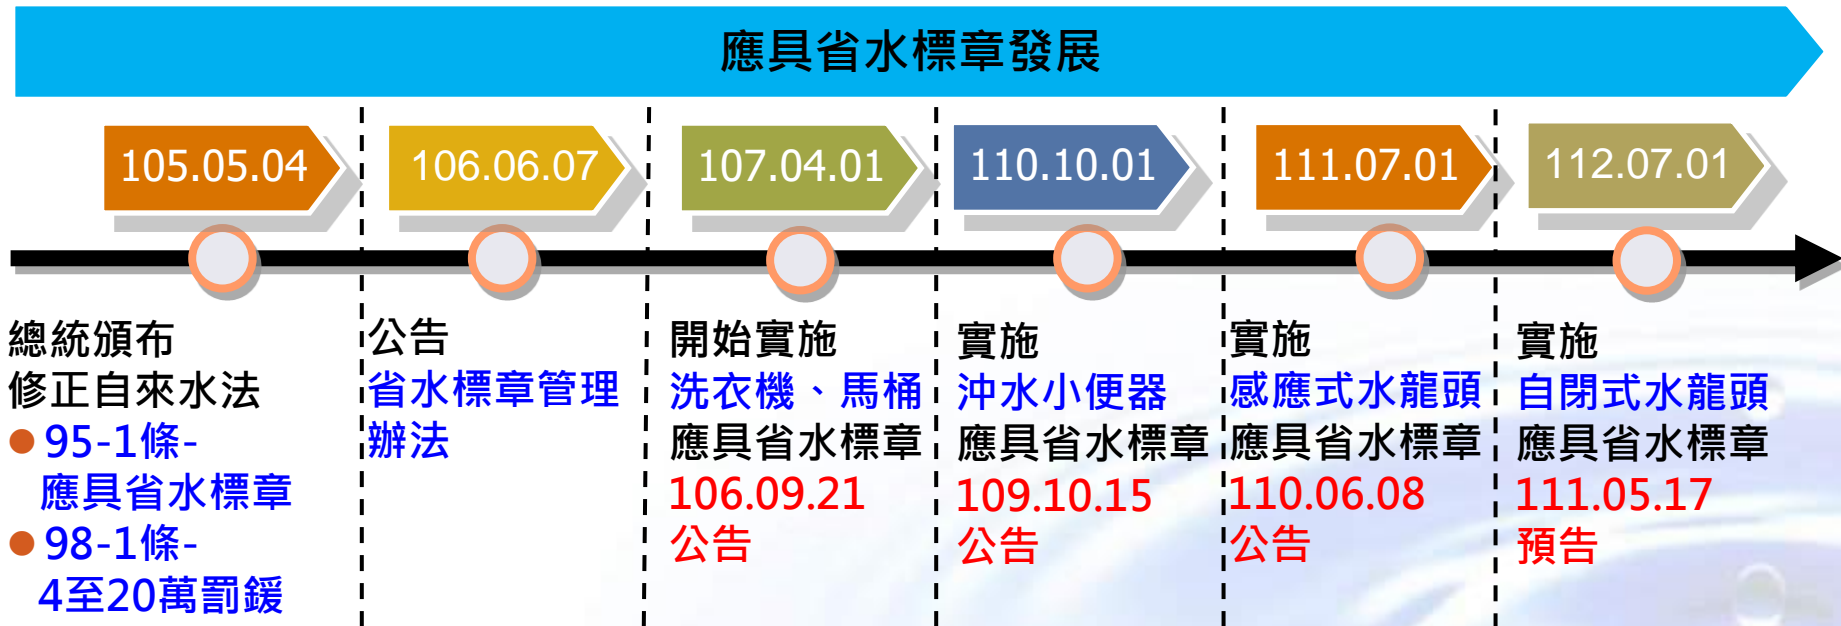 應具省水標章發展
105.05.04
總統頒布
修正自來水法
● 95-1條-
應具省水標章
● 98-1條-
4至20萬罰鍰
106.06.07
公告
省水標章管理
辦法
107.04.01
開始實施
洗衣機、馬桶
應具省水標章
106.09.21
公告
110.10.01
實施
沖水小便器
應具省水標章
109.10.15
公告
111.07.01
實施
感應式水龍頭
應具省水標章
110.06.08
公告
112.07.01
實施
自閉式水龍頭
應具省水標章
111.05.17
預告